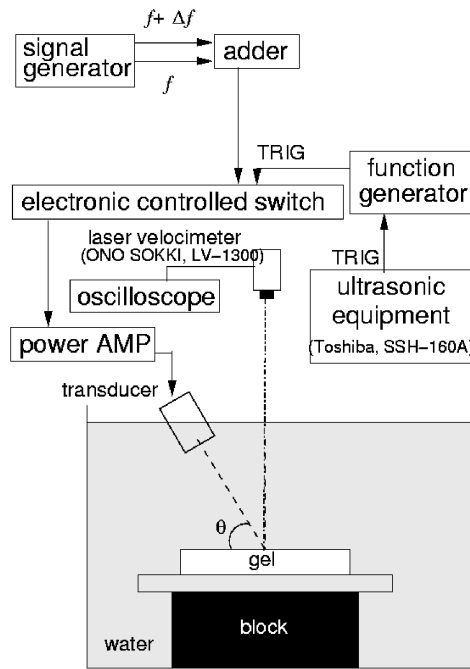 f+ Δf
signal
generator
adder
f
TRIG
function
generator
electronic controlled switch
laser velocimeter
(ONO SOKKI, LV-1300)
TRIG
oscilloscope
ultrasonic
equipment
(Toshiba, SSH-160A)
power AMP
transducer
θ
gel
block
water